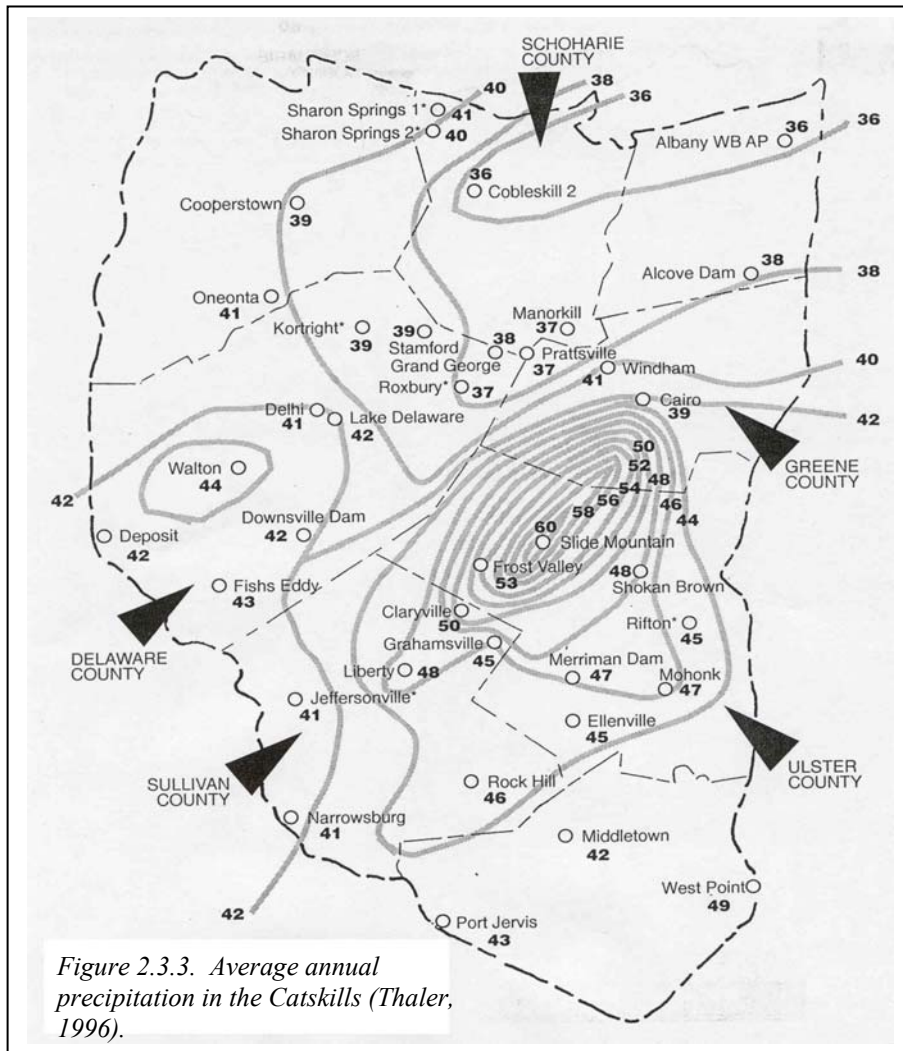 SCHOHARIE
COUNTY
40
38
36
Sharon Springs 1*
41
Sharon Springs 2*
40
36
Albany WB AP
36
36
Cobleskill 2
Cooperstown
39
38
Alcove Dam
38
Oneonta
41
Manorkill
37
Kortright*
39
39
Stamford
38
Grand George
Prattsville
37
Windham
41
40
Roxbury*
37
Cairo
39
42
Delhi
41
Lake Delaware
42
GREENE
COUNTY
50
52
48
54
46
56
44
58
60
Walton
44
42
Downsville Dam
42
Deposit
42
Slide Mountain
Frost Valley
53
48
Shokan Brown
Fishs Eddy
43
Claryville
50
Rifton*
45
DELAWARE
COUNTY
Grahamsville
45
Liberty
48
Merriman Dam
47
Mohonk
47
Jeffersonville*
41
Ellenville
45
SULLIVAN
COUNTY
ULSTER
COUNTY
Rock Hill
46
Narrowsburg
41
Middletown
42
West Point
49
42
Port Jervis
43
Figure 2.3.3. Average annual
precipitation in the Catskills (Thaler,
1996).